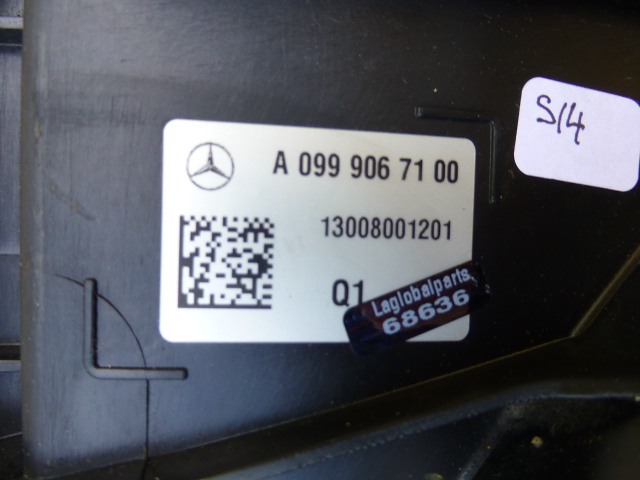 A 099 906 71 00
S14
13008001201
Q1
Laglobalparts.
68636